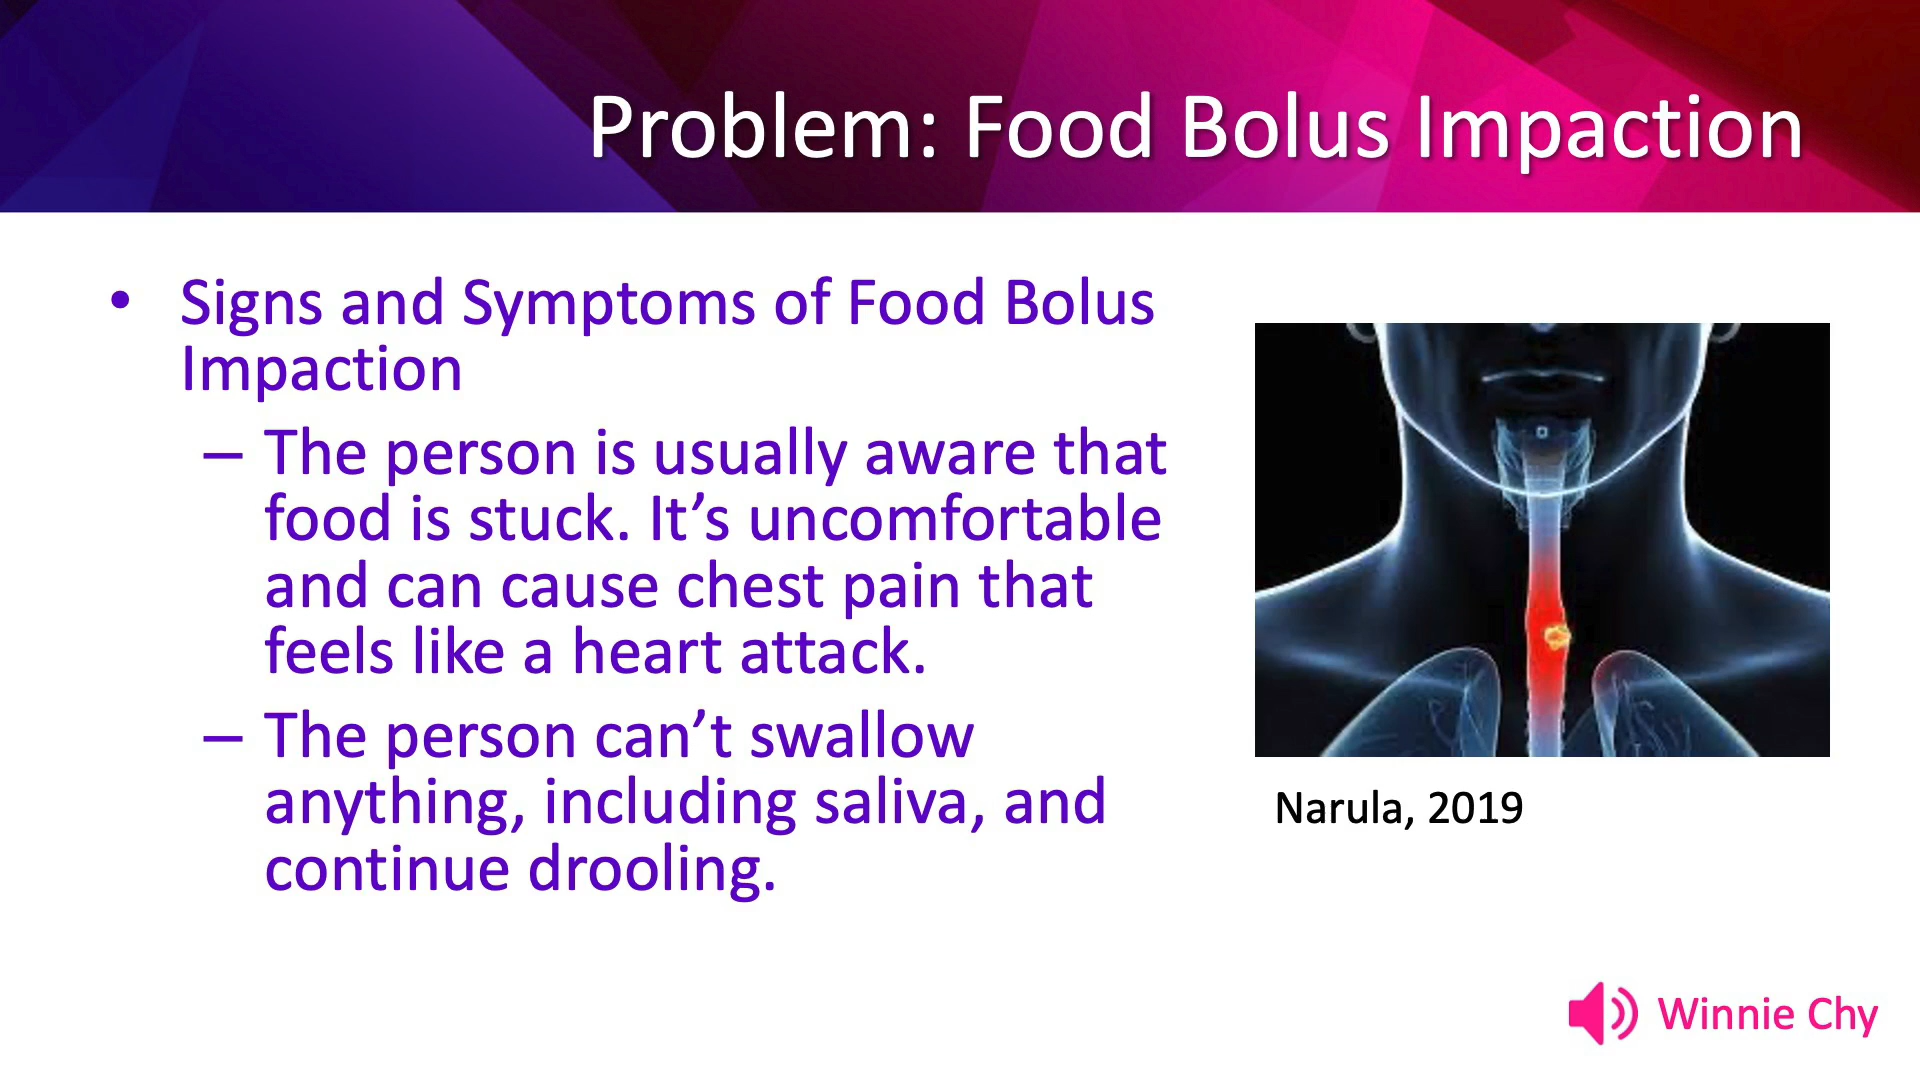 Problem: Food Bolus Impaction
• Signs and Symptoms of Food Bolus
Impaction
– The person is usually aware that
food is stuck. It’s uncomfortable
and can cause chest pain that
feels like a heart attack.
– The person can’t swallow
anything, including saliva, and
continue drooling.
Narula, 2019
Winnie Chy